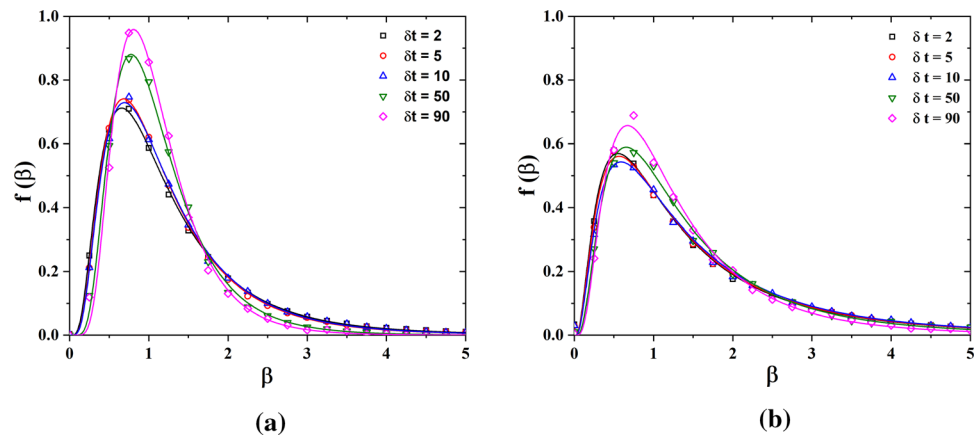 1.0
0.8
0.6
0.4
0.2
0.0
f (β)
0 1 2 3 4 5
β
δt = 2
δt = 5
δt = 10
δt = 50
δt = 90
(a)
1.0
0.8
0.6
0.4
0.2
0.0
f (β)
0 1 2 3 4 5
β
δ t = 2
δ t = 5
δ t = 10
δ t = 50
δ t = 90
(b)